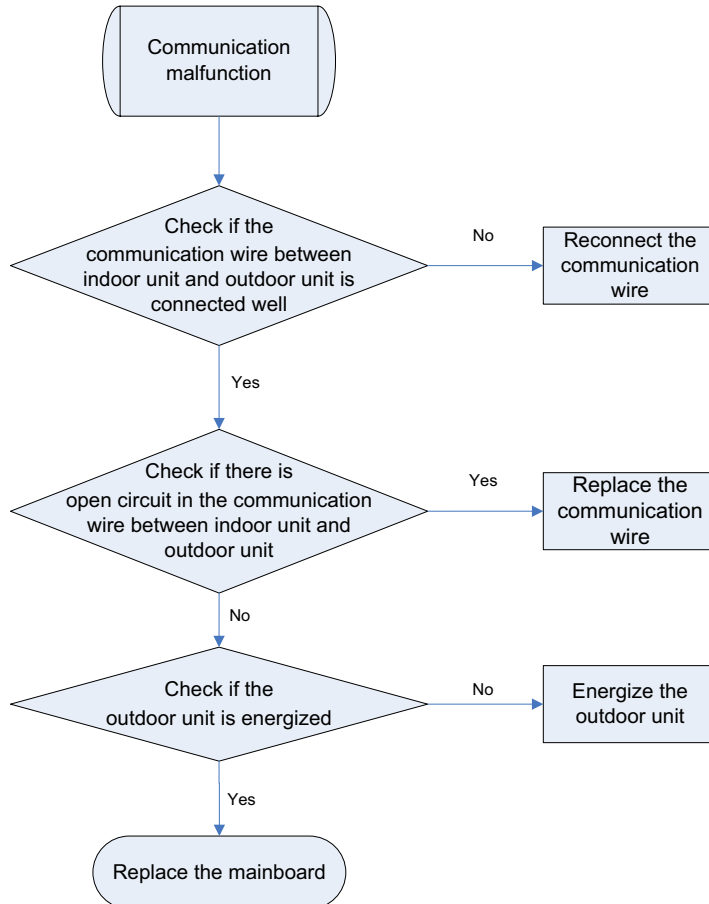 Communication
malfunction
Check if the
communication wire between
indoor unit and outdoor unit is
connected well
No
Reconnect the
communication
wire
Yes
Check if there is
open circuit in the communication
wire between indoor unit and
outdoor unit
Yes
Replace the
communication
wire
No
Check if the
outdoor unit is energized
No
Energize the
outdoor unit
Yes
Replace the mainboard